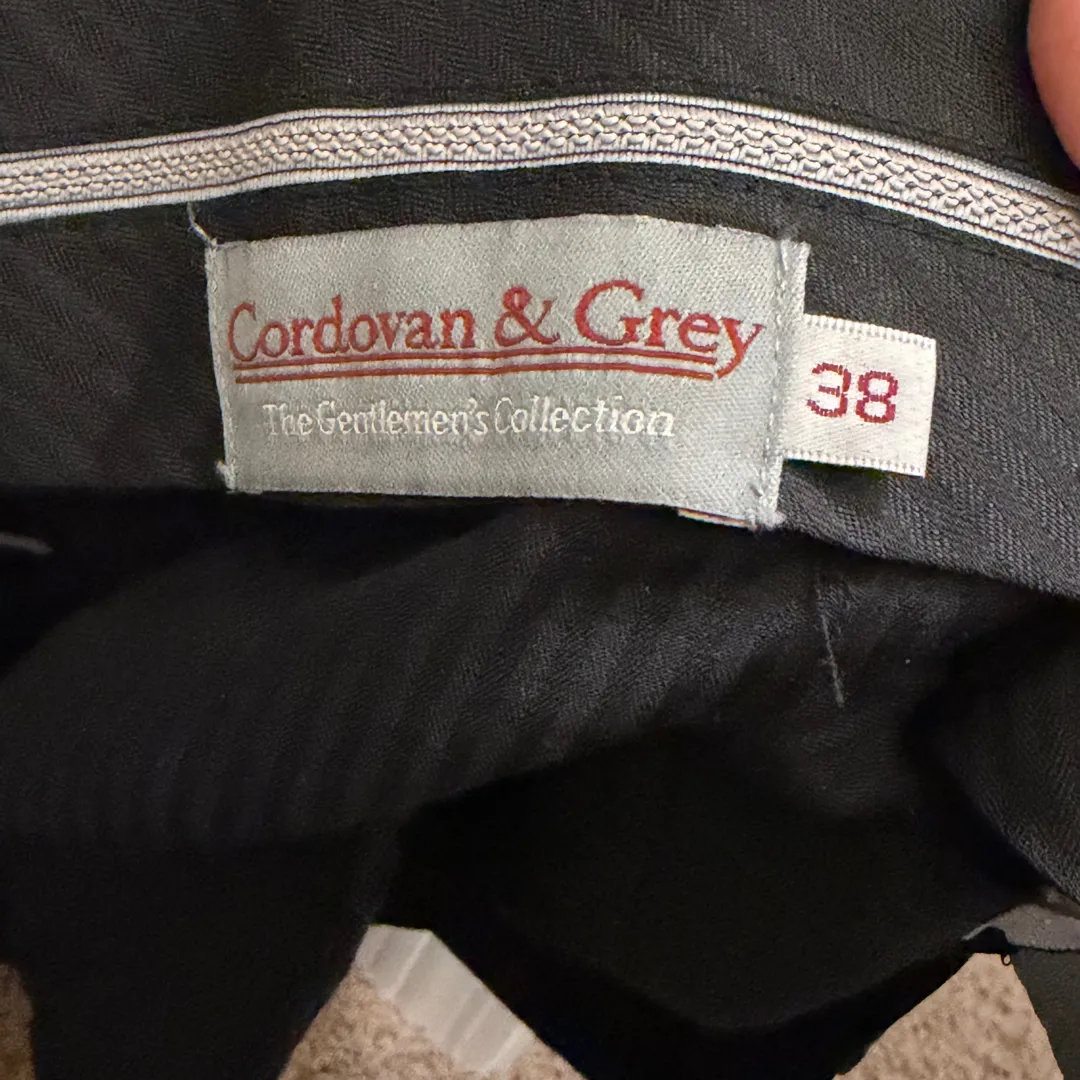 Cordovan & Grey
The Gentlemen's Collection
38